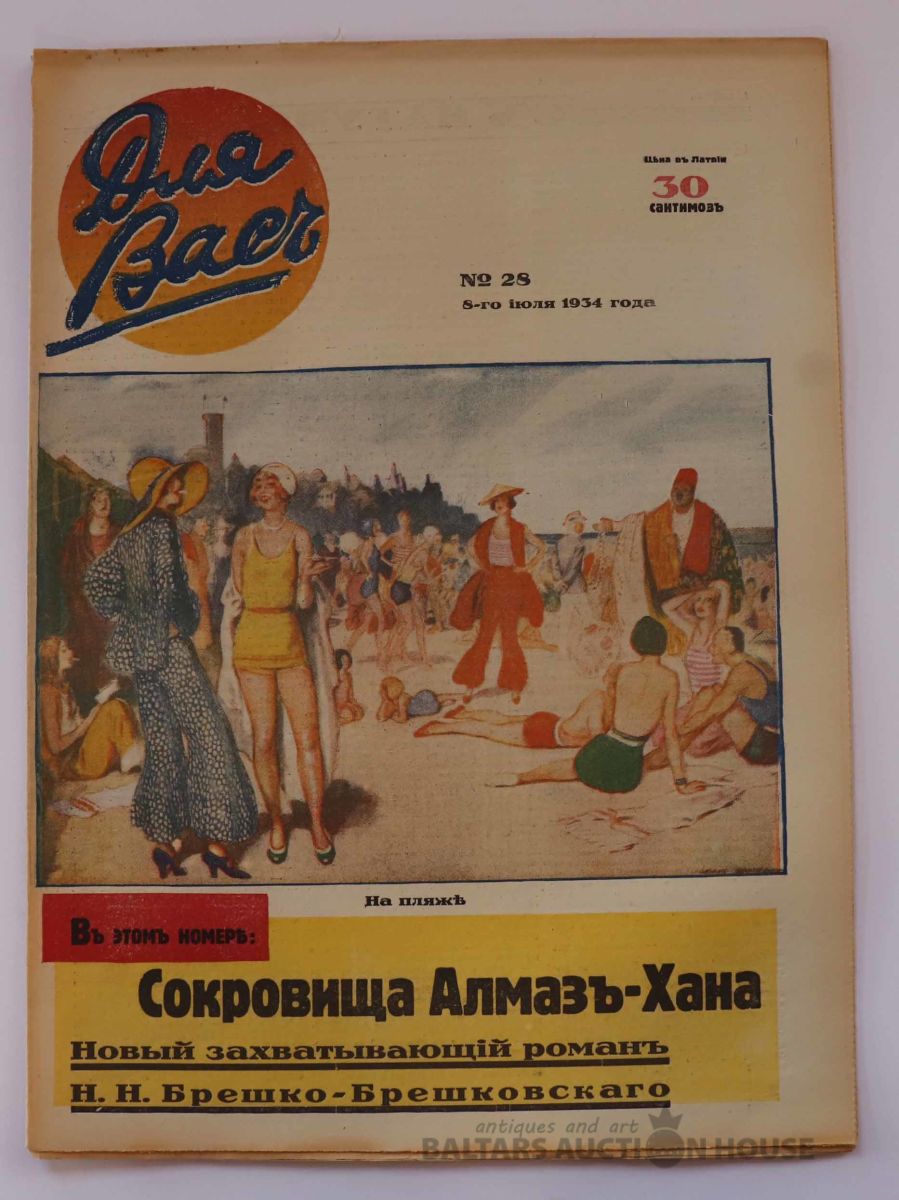 Для
Васъ
Цѣна въ Латвіи
30
сантимовъ
№ 28
8-го іюля 1934 года
На пляжѣ
Въ этомъ номерѣ:
Сокровища Алмазъ-Хана
Новый захватывающій романъ
Н. Н. Брешко-Брешковскаго
antiques and art
BALTARS AUCTION HOUSE